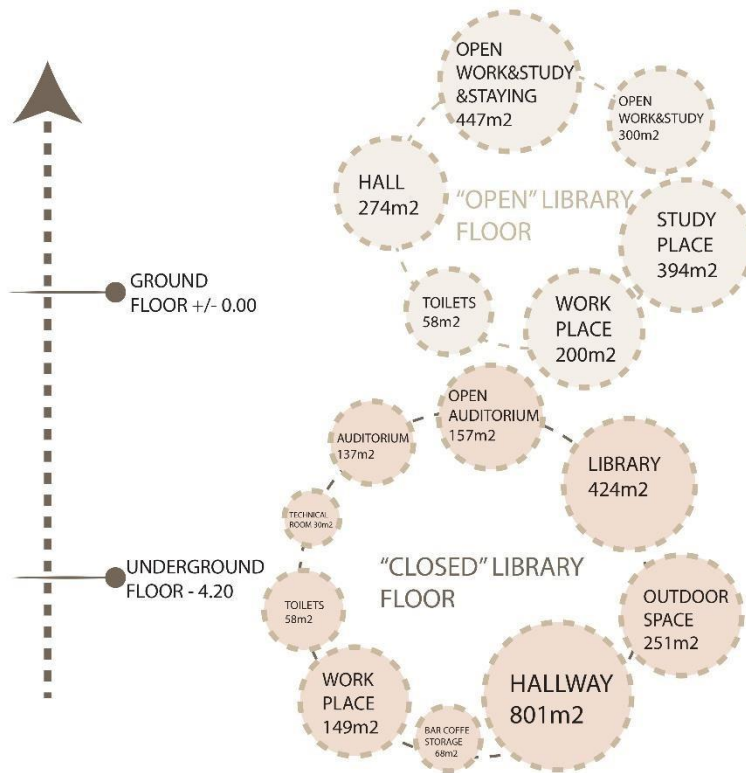 OPEN
WORK&STUDY
&STAYING
447m2
OPEN
WORK&STUDY
300m2
HALL
274m2
"OPEN" LIBRARY
FLOOR
STUDY
PLACE
394m2
GROUND
FLOOR +/- 0.00
TOILETS
58m2
WORK
PLACE
200m2
OPEN
AUDITORIUM
157m2
AUDITORIUM
137m2
LIBRARY
424m2
TECHNICAL
ROOM 30m2
UNDERGROUND
FLOOR - 4.20
"CLOSED" LIBRARY
FLOOR
TOILETS
58m2
OUTDOOR
SPACE
251m2
WORK
PLACE
149m2
HALLWAY
801m2
BAR COFFE
STORAGE
68m2